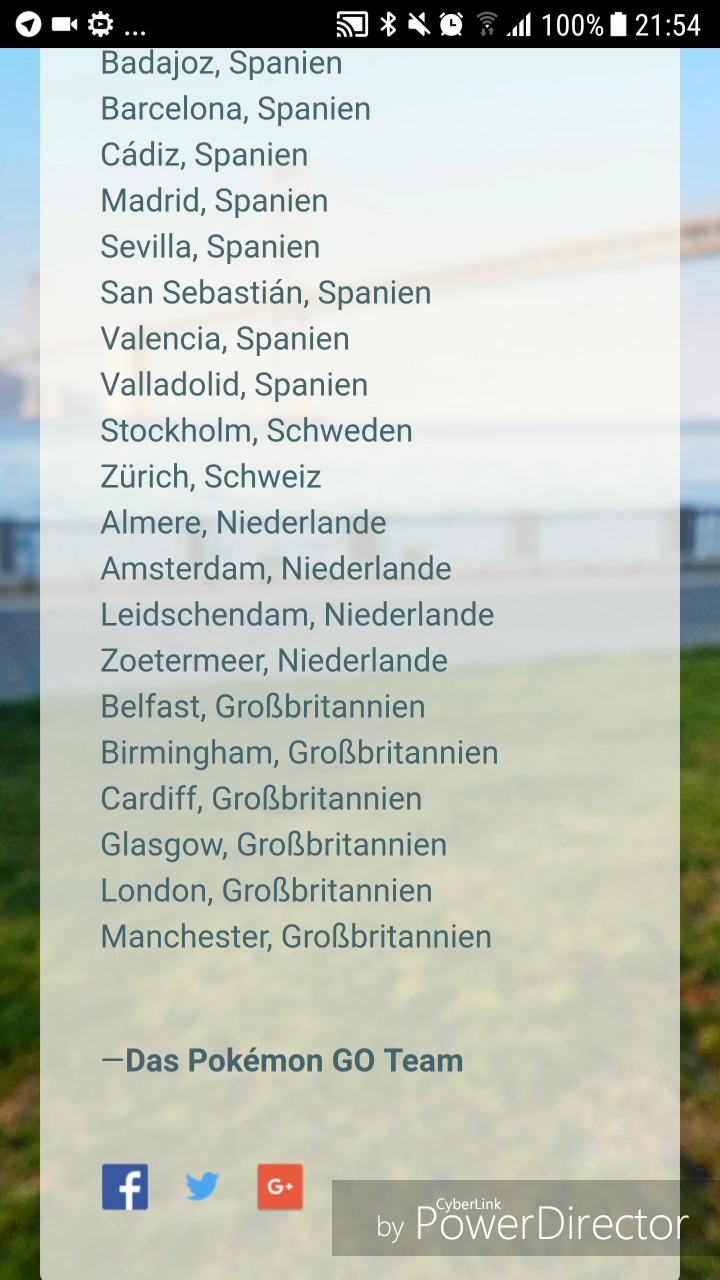 ... 100% 21:54
Badajoz, Spanien
Barcelona, Spanien
Cádiz, Spanien
Madrid, Spanien
Sevilla, Spanien
San Sebastián, Spanien
Valencia, Spanien
Valladolid, Spanien
Stockholm, Schweden
Zürich, Schweiz
Almere, Niederlande
Amsterdam, Niederlande
Leidschendam, Niederlande
Zoetermeer, Niederlande
Belfast, Großbritannien
Birmingham, Großbritannien
Cardiff, Großbritannien
Glasgow, Großbritannien
London, Großbritannien
Manchester, Großbritannien
—Das Pokémon GO Team
f G+
CyberLink
by PowerDirector